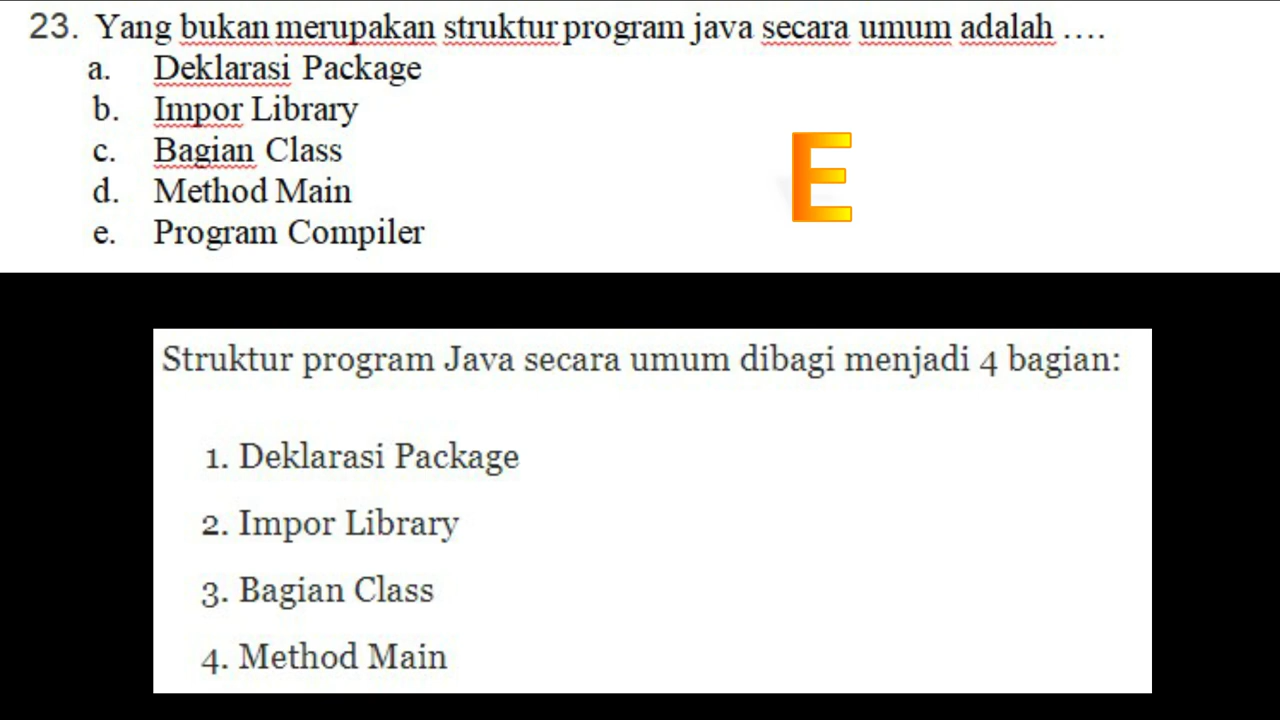 23. Yang bukan merupakan struktur program java secara umum adalah ....
a. Deklarasi Package
b. Impor Library
c. Bagian Class
d. Method Main
e. Program Compiler
E
Struktur program Java secara umum dibagi menjadi 4 bagian:
1. Deklarasi Package
2. Impor Library
3. Bagian Class
4. Method Main